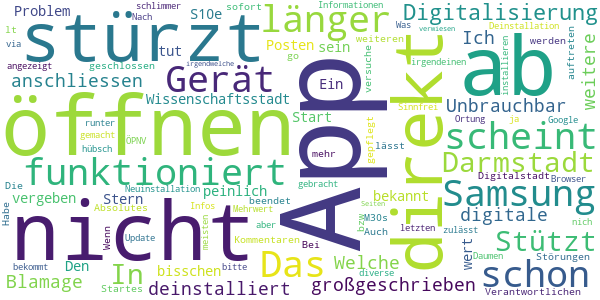 schlimmer
Problem
Nach
S10e
länger
sofort
Informationen
Digitalisierung
vermiesen
Was
lt
via
stürzt
tut
Posten
weiteren
irgendeinen
Ich
Deinstallation
werden
auftreten
angezeigt
geschlossen
irgendwelche
anschliessen
Gerät
sein
go
versuche
direkt
ab
installieren
weitere
Wissenschaftsstadt
Ein
Start
Unbrauchbar
öffnen
App
Sinnfrei
Ortung
ja
Google
runter
gemacht
ÖPNV
hübsch
mehr
gepflegt
lässt
scheint
funktioniert
Darmstadt
Die
Neuinstallation
beendet
gebracht
bekannt
Digitalstadt
Browser
vergeben
peinlich
Samsung
nicht
Stern
Absolutes
Infos
Mehrwert
Seiten
M30s
nich
Habe
Wenn
Update
meisten
aber
Kommentaren
Bei
bzw
Auch
letzten
digitale
zulässt
Störungen
Den
bisschen
Das
Welche
diverse
wert
Stützt
Daumen
Blamage
In
bekommt
Startes
bitte
deinstalliert
großgeschrieben
schon
Verantwortlichen